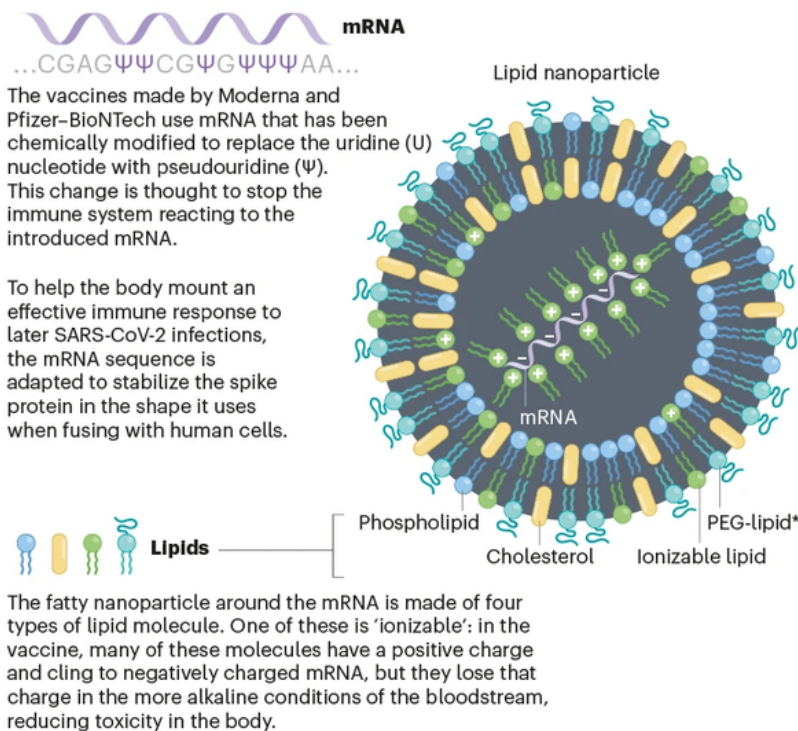 mRNA
...CGAGΨΨCGΨGΨΨΨAA...
The vaccines made by Moderna and
Pfizer–BioNTech use mRNA that has been
chemically modified to replace the uridine (U)
nucleotide with pseudouridine (Ψ).
This change is thought to stop the
immune system reacting to the
introduced mRNA.
To help the body mount an
effective immune response to
later SARS-CoV-2 infections,
the mRNA sequence is
adapted to stabilize the spike
protein in the shape it uses
when fusing with human cells.
Lipid nanoparticle
mRNA
Phospholipid
Cholesterol
Ionizable lipid
PEG-lipid*
Lipids
The fatty nanoparticle around the mRNA is made of four
types of lipid molecule. One of these is ‘ionizable’: in the
vaccine, many of these molecules have a positive charge
and cling to negatively charged mRNA, but they lose that
charge in the more alkaline conditions of the bloodstream,
reducing toxicity in the body.